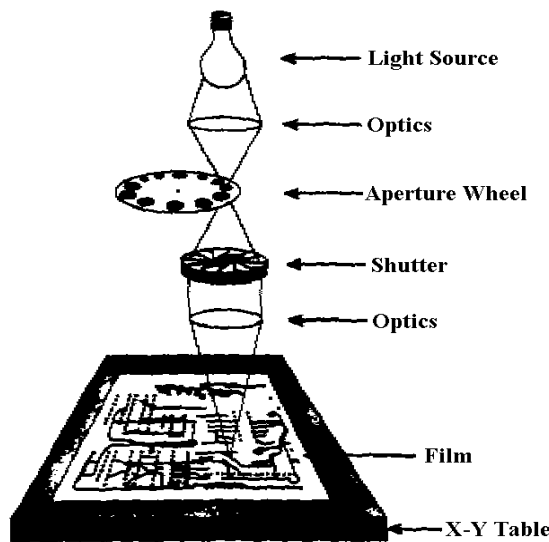 Light Source
Optics
Aperture Wheel
Shutter
Optics
Film
X-Y Table